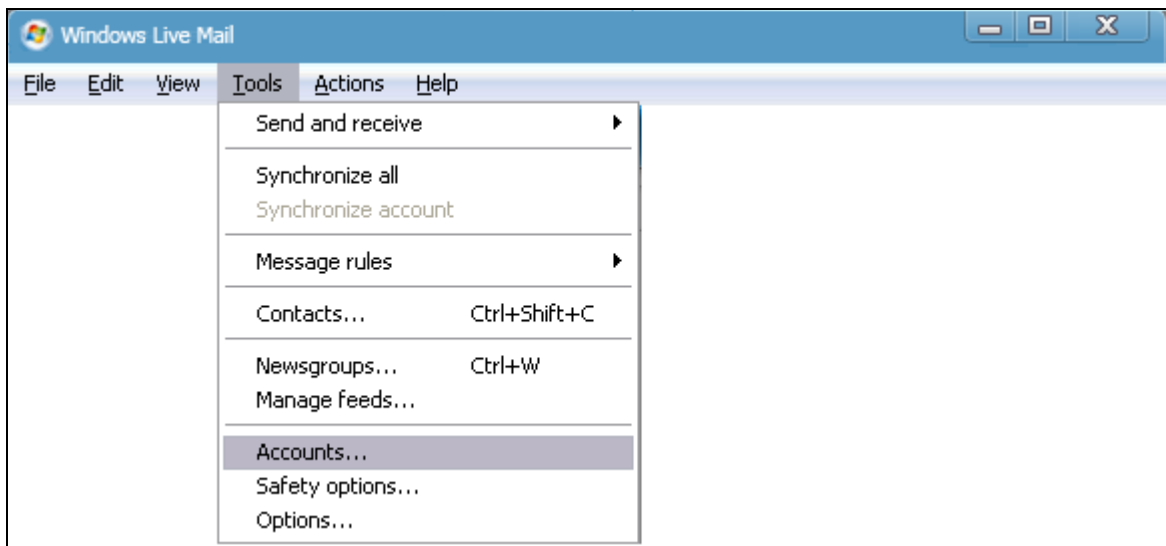 Windows Live Mail
File Edit View Tools Actions Help
Send and receive
Synchronize all
Synchronize account
Message rules
Contacts... Ctrl+Shift+C
Newsgroups... Ctrl+W
Manage feeds...
Accounts...
Safety options...
Options...